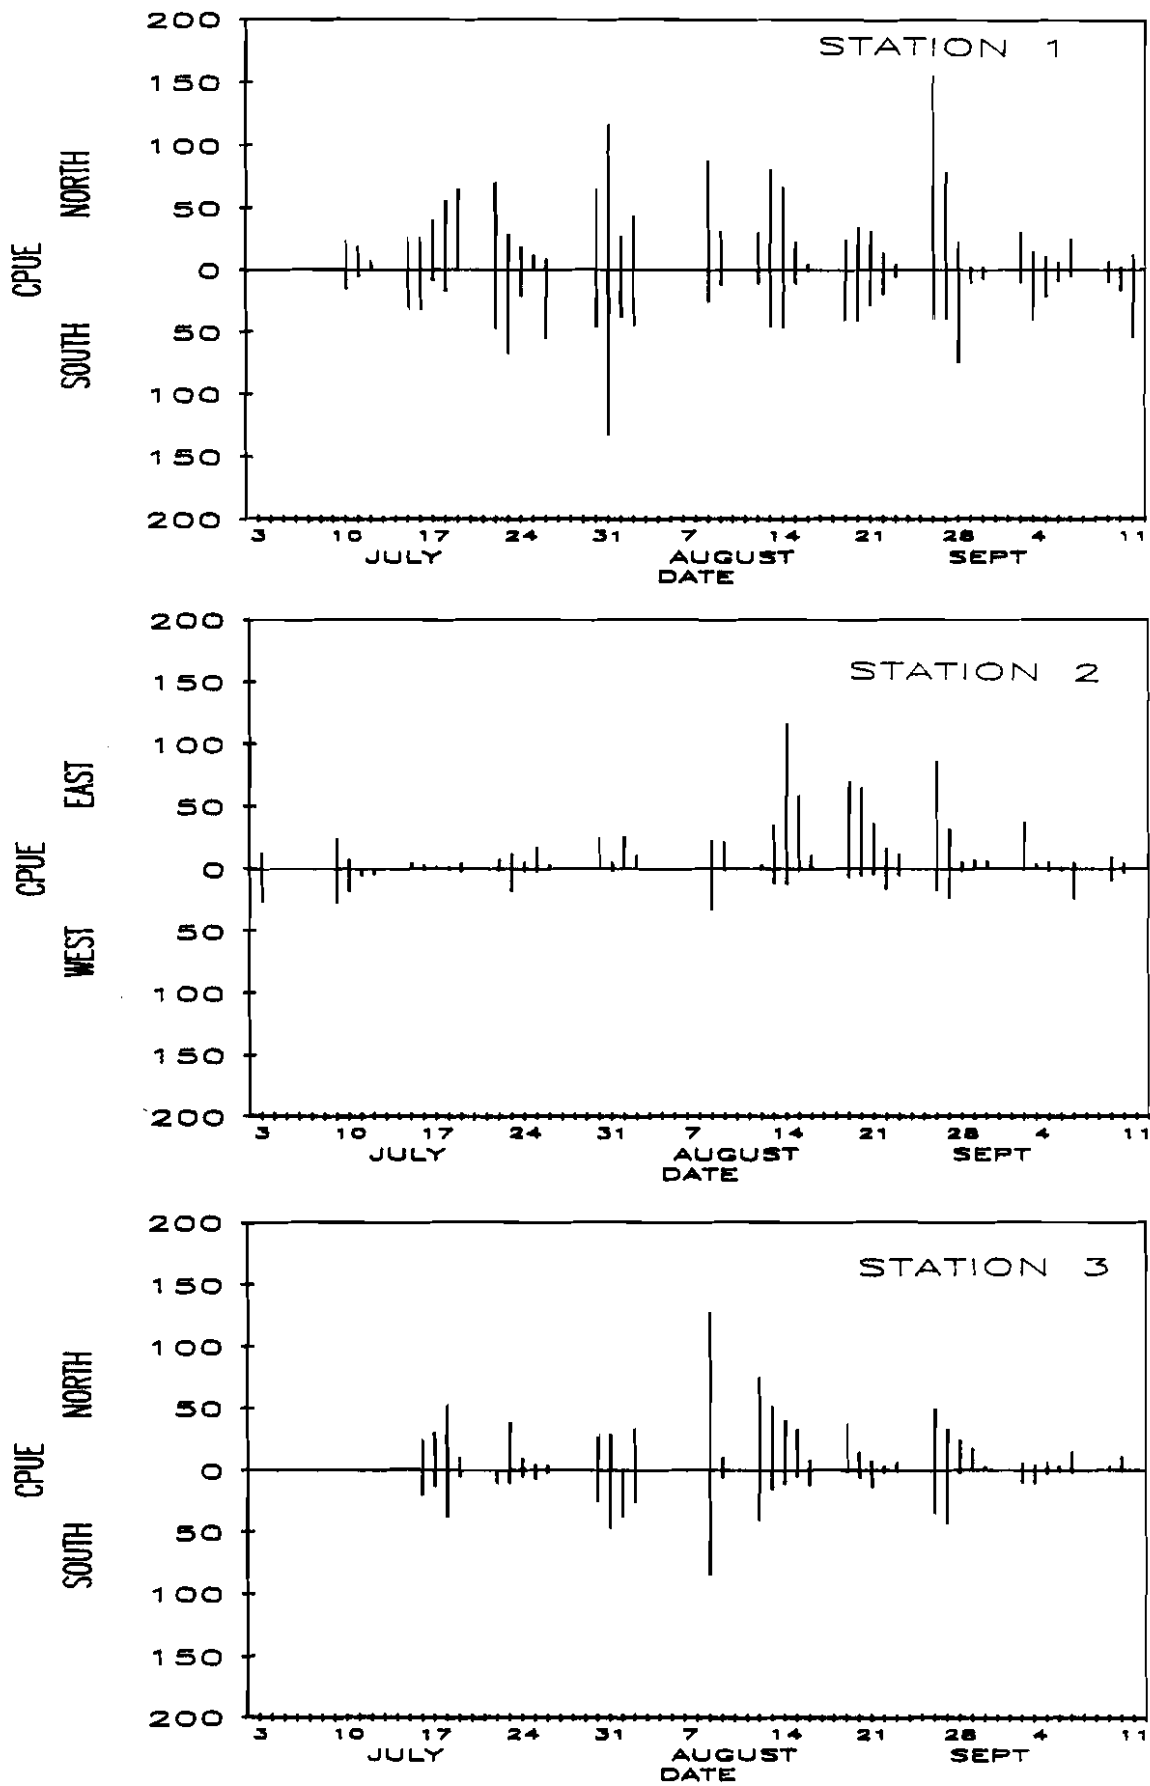 STATION 1
200
150
100
50
0
50
100
150
200
CPUE
NORTH
SOUTH
3 10 17 24 31 7 14 21 28 4 11
JULY AUGUST SEPT
DATE
STATION 2
200
150
100
50
0
50
100
150
200
CPUE
EAST
WEST
3 10 17 24 31 7 14 21 28 4 11
JULY AUGUST SEPT
DATE
STATION 3
200
150
100
50
0
50
100
150
200
CPUE
NORTH
SOUTH
3 10 17 24 31 7 14 21 28 4 11
JULY AUGUST SEPT
DATE